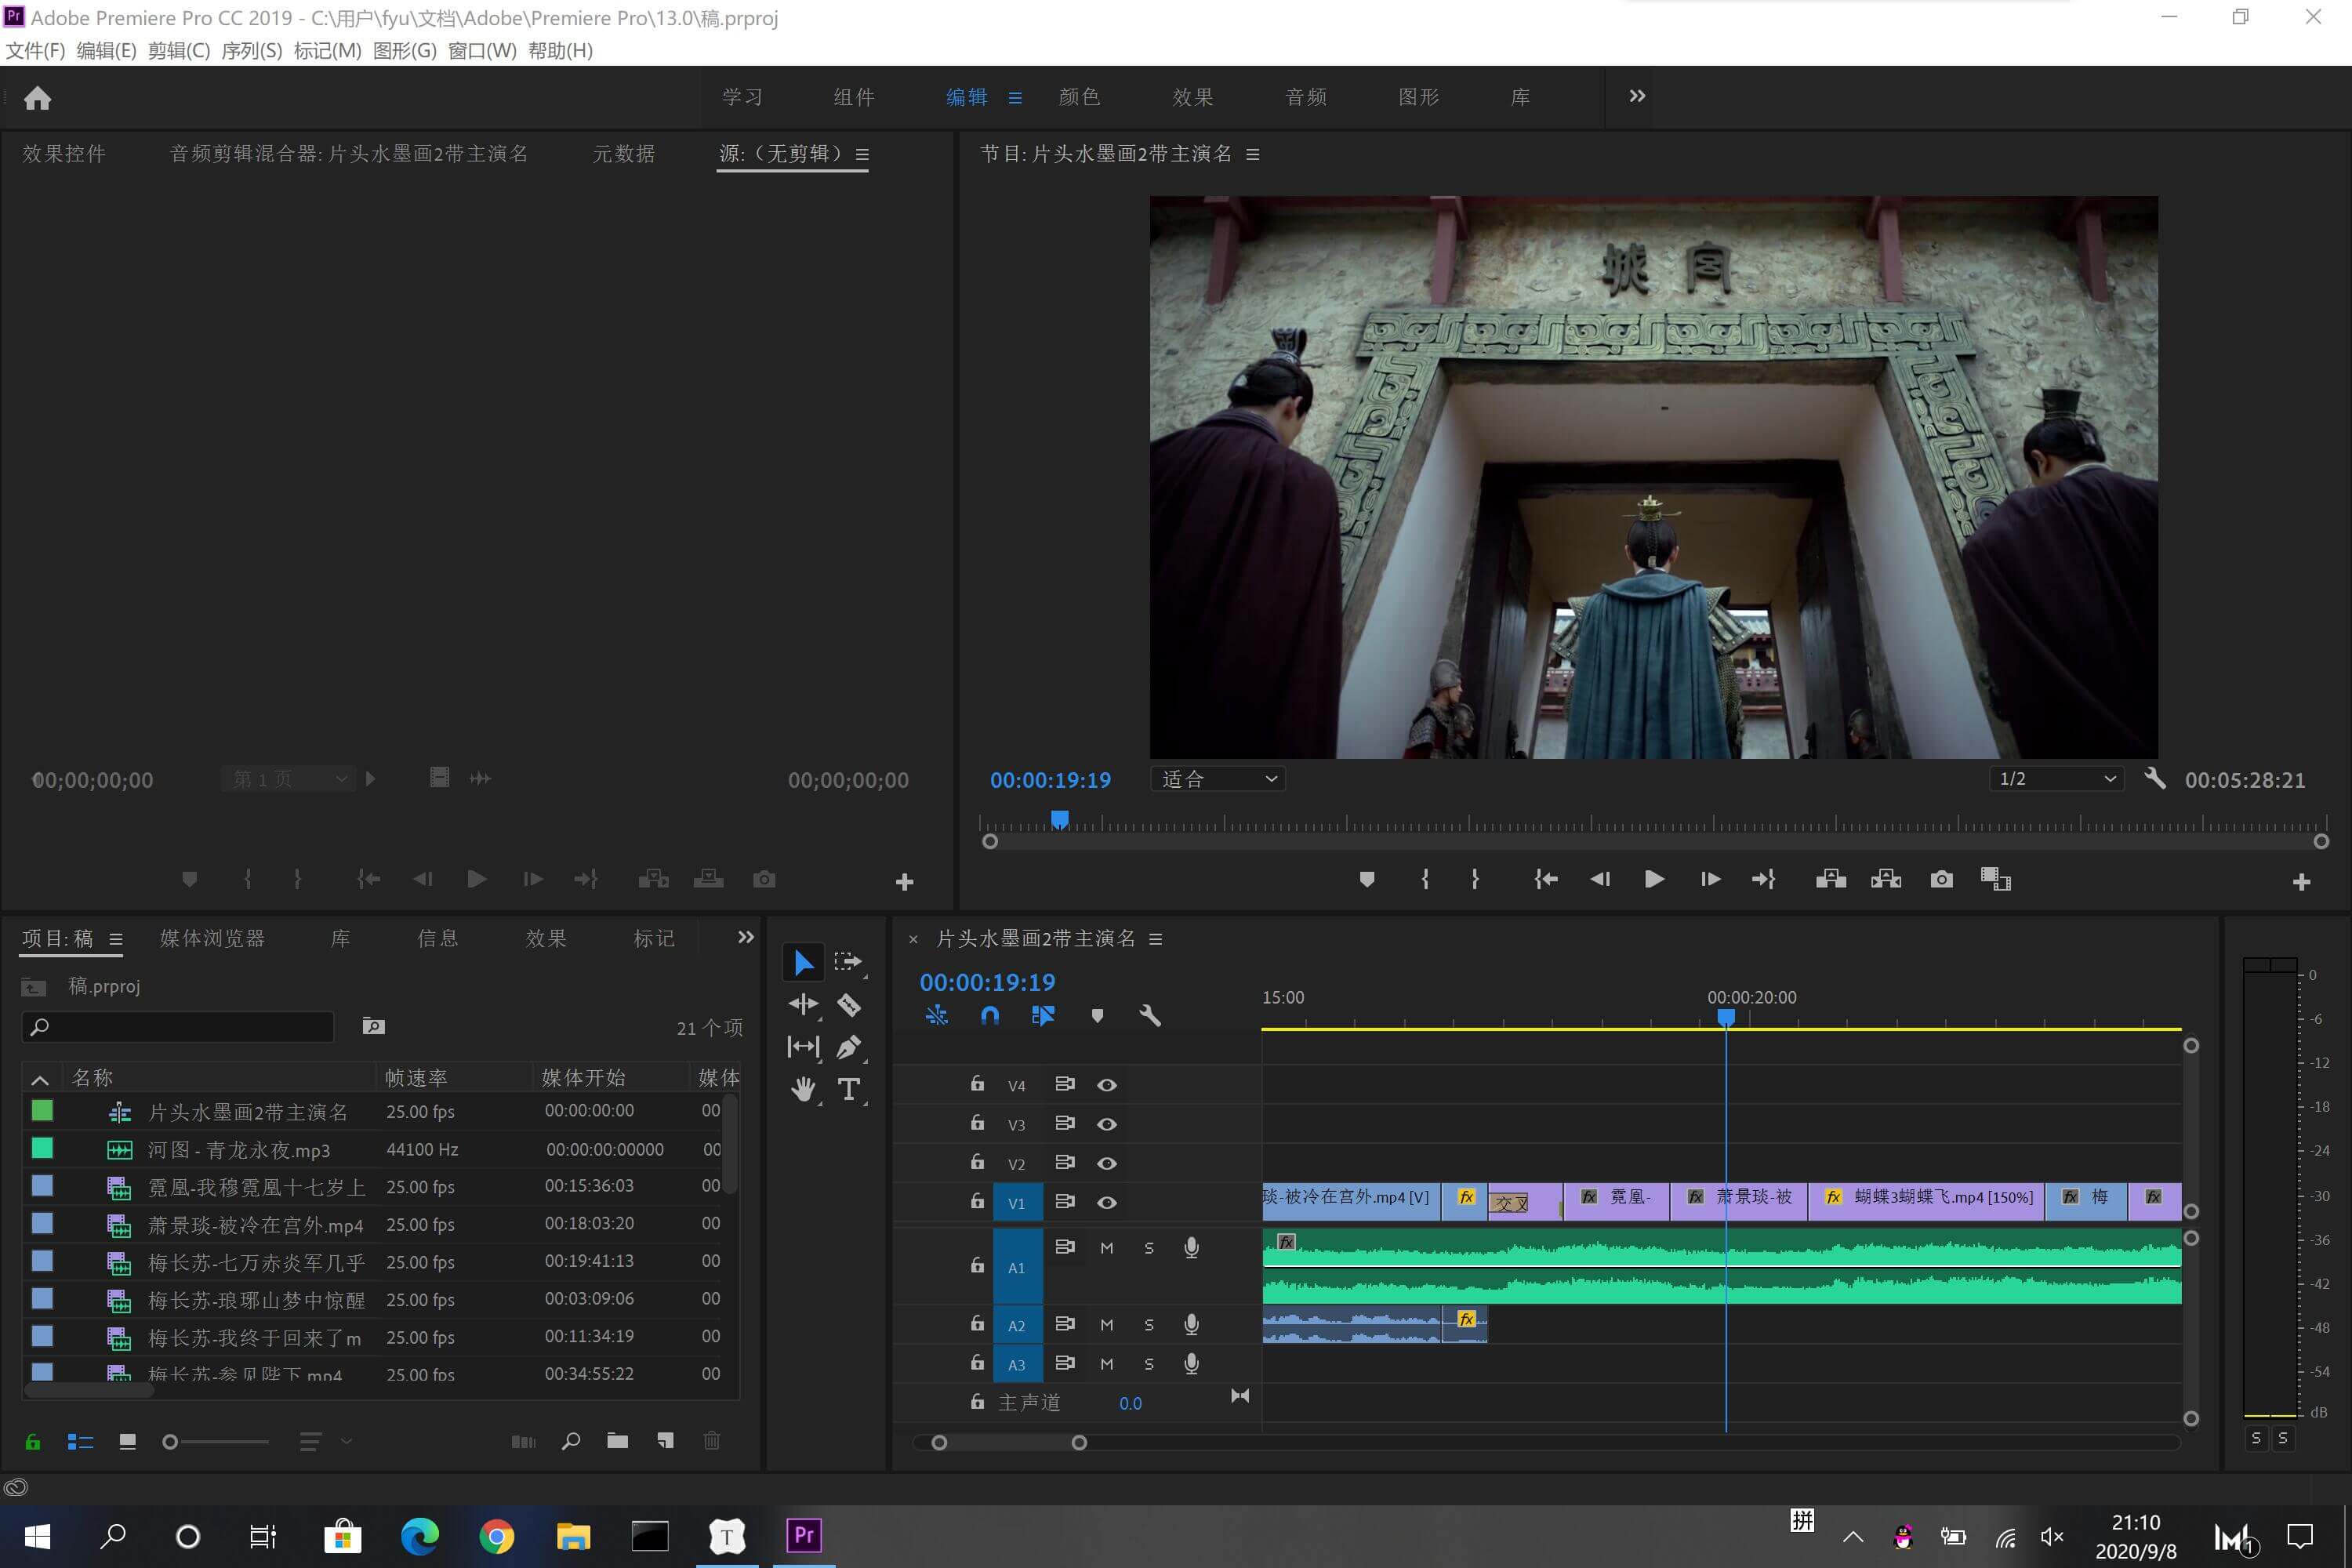 Adobe Premiere Pro CC 2019 - C:\用户\fyu\文档\Adobe\Premiere Pro\13.0\稿.prproj
文件(F) 编辑(E) 剪辑(C) 序列(S) 标记(M) 图形(G) 窗口(W) 帮助(H)
学习 组件 编辑 颜色 效果 音频 图形 库
效果控件 音频剪辑混合器: 片头水墨画2带主演名 元数据 源:（无剪辑）
节目: 片头水墨画2带主演名
城宫
00;00;00;00 第 1 页 00;00;00;00
00:00:19:19 适合 1/2 00:05:28:21
项目: 稿 媒体浏览器 库 信息 效果 标记
稿.prproj
21 个项
名称 帧速率 媒体开始 媒体
片头水墨画2带主演名 25.00 fps 00:00:00:00 00
河图 - 青龙永夜.mp3 44100 Hz 00:00:00:00000 00
霓凰-我穆霓凰十七岁上 25.00 fps 00:15:36:03 00
萧景琰-被冷在宫外.mp4 25.00 fps 00:18:03:20 00
梅长苏-七万赤炎军几乎 25.00 fps 00:19:41:13 00
梅长苏-琅琊山梦中惊醒 25.00 fps 00:03:09:06 00
梅长苏-我终于回来了m 25.00 fps 00:11:34:19 00
梅长苏-参见陛下.mp4 25.00 fps 00:34:55:22 00
片头水墨画2带主演名
00:00:19:19
15:00 00:00:20:00
V4
V3
V2
V1 琰-被冷在宫外.mp4 [V] fx 交叉 fx 霓凰- fx 萧景琰-被 fx 蝴蝶3蝴蝶飞.mp4 [150%] fx 梅 fx
A1 M S fx
A2 M S fx
A3 M S
主声道 0.0
0
-6
-12
-18
-24
-30
-36
-42
-48
-54
dB
S S
拼
T
Pr
21:10
2020/9/8
1